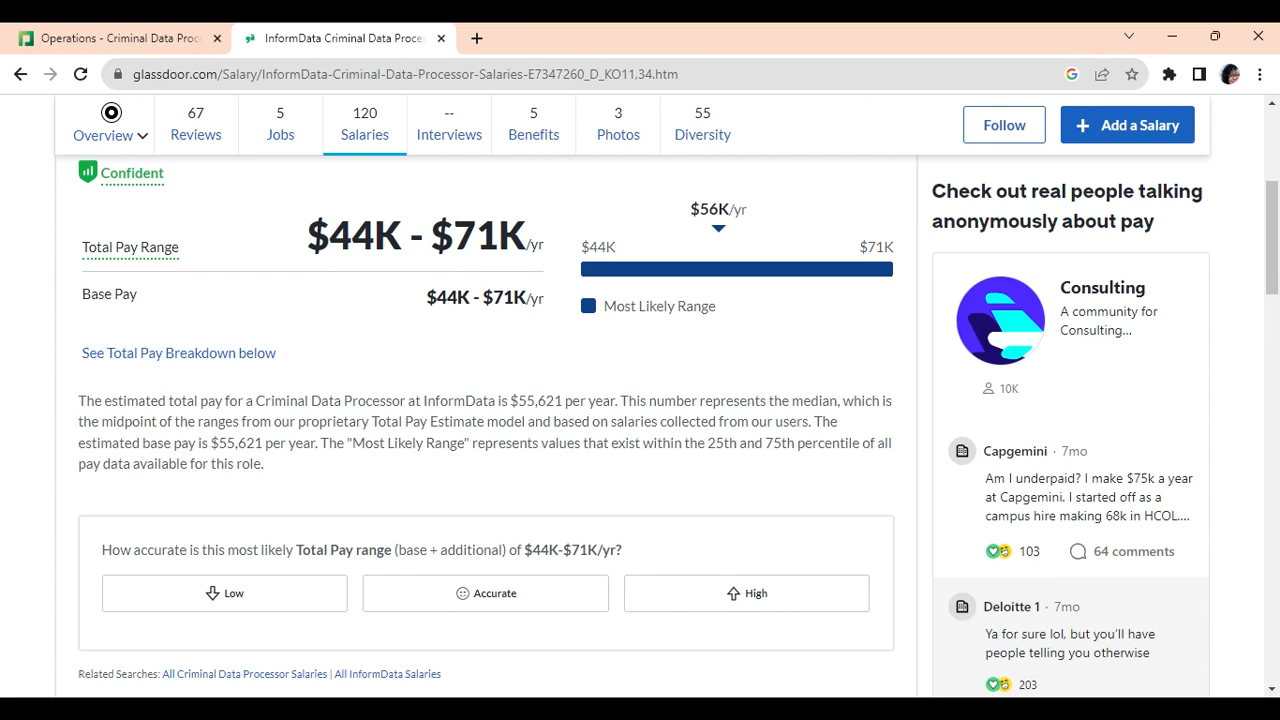 Operations - Criminal Data Proc
InformData Criminal Data Proce
glassdoor.com/Salary/InformData-Criminal-Data-Processor-Salaries-E7347260_D_KO11,34.htm
Overview
67
Reviews
5
Jobs
120
Salaries
--
Interviews
5
Benefits
3
Photos
55
Diversity
Follow
+ Add a Salary
Confident
Total Pay Range
$44K - $71K/yr
Base Pay
$44K - $71K/yr
$56K/yr
$44K
$71K
Most Likely Range
See Total Pay Breakdown below
The estimated total pay for a Criminal Data Processor at InformData is $55,621 per year. This number represents the median, which is
the midpoint of the ranges from our proprietary Total Pay Estimate model and based on salaries collected from our users. The
estimated base pay is $55,621 per year. The "Most Likely Range" represents values that exist within the 25th and 75th percentile of all
pay data available for this role.
How accurate is this most likely Total Pay range (base + additional) of $44K-$71K/yr?
Low
Accurate
High
Related Searches: All Criminal Data Processor Salaries | All InformData Salaries
Check out real people talking
anonymously about pay
Consulting
A community for
Consulting...
10K
Capgemini · 7mo
Am I underpaid? I make $75k a year
at Capgemini. I started off as a
campus hire making 68k in HCOL....
103
64 comments
Deloitte 1 · 7mo
Ya for sure lol, but you'll have
people telling you otherwise
203